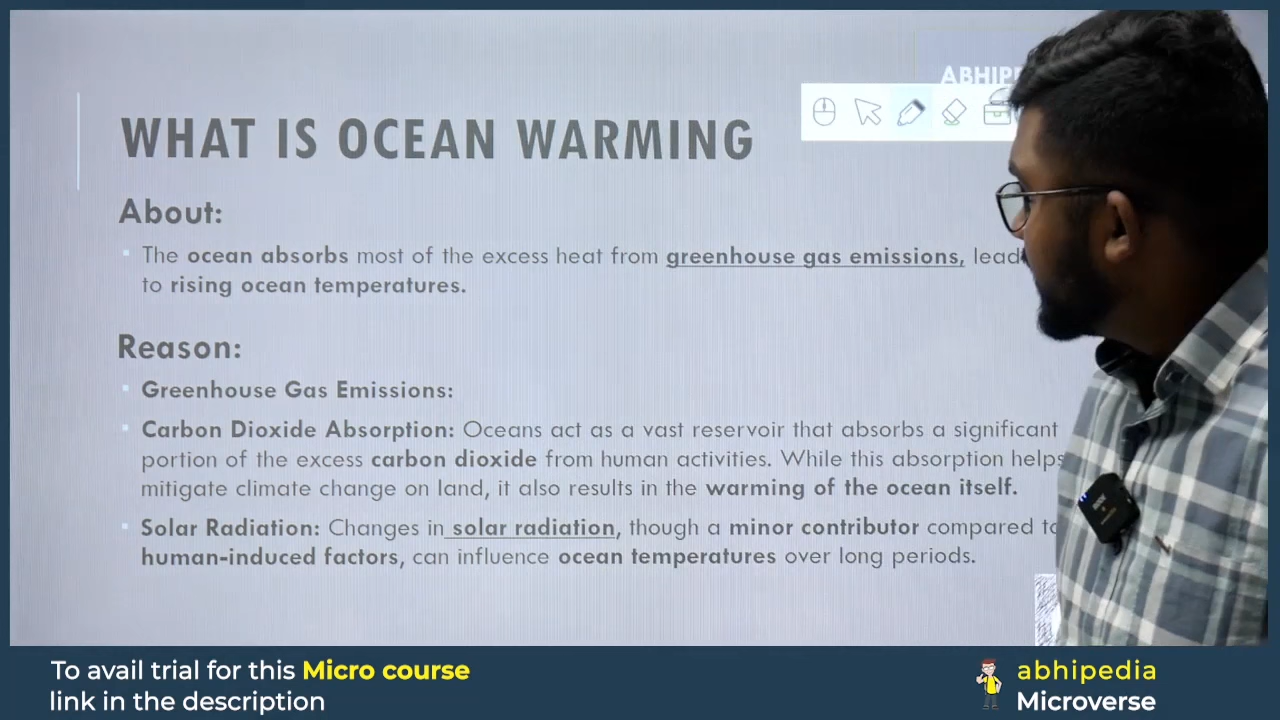 ABHIP
WHAT IS OCEAN WARMING
About:
The ocean absorbs most of the excess heat from greenhouse gas emissions, lead
to rising ocean temperatures.
Reason:
Greenhouse Gas Emissions:
Carbon Dioxide Absorption: Oceans act as a vast reservoir that absorbs a significant
portion of the excess carbon dioxide from human activities. While this absorption helps
mitigate climate change on land, it also results in the warming of the ocean itself.
Solar Radiation: Changes in solar radiation, though a minor contributor compared to
human-induced factors, can influence ocean temperatures over long periods.
To avail trial for this Micro course
link in the description
abhipedia
Microverse